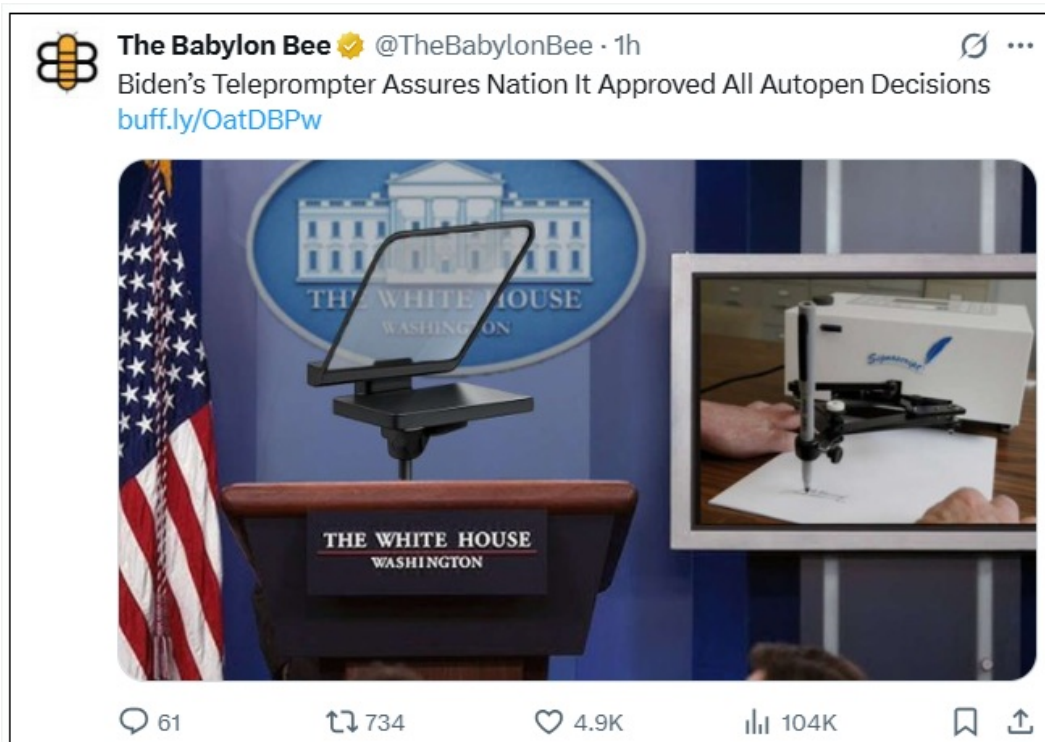 The Babylon Bee @TheBabylonBee · 1h
Biden’s Teleprompter Assures Nation It Approved All Autopen Decisions
buff.ly/OatDBPw
THE WHITE HOUSE
WASHINGTON
Signascript
THE WHITE HOUSE
WASHINGTON
61 734 4.9K 104K